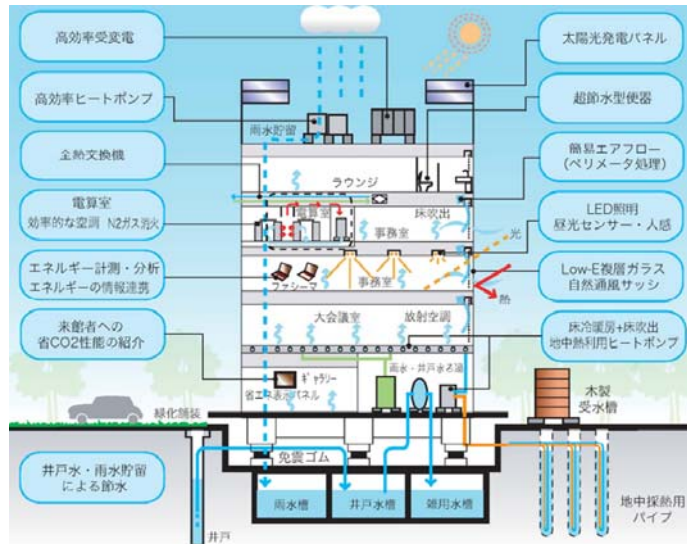 高効率受変電
高効率ヒートポンプ
全熱交換機
電算室
効率的な空調 N2ガス消火
エネルギー計測・分析
エネルギーの情報連携
来館者への
省CO2性能の紹介
井戸水・雨水貯留
による節水
太陽光発電パネル
超節水型便器
簡易エアフロー
(ペリメータ処理)
LED照明
昼光センサー・人感
Low-E複層ガラス
自然通風サッシ
床冷暖房+床吹出
地中熱利用ヒートポンプ
雨水貯留
ラウンジ
電算室
床吹出
事務室
光
ファシーマ
事務室
熱
大会議室
放射空調
ギャラリー
省エネ表示パネル
雨水・井戸水ろ過
木製
受水槽
緑化舗装
免震ゴム
雨水槽
井戸水槽
雑用水槽
井戸
地中採熱用
パイプ